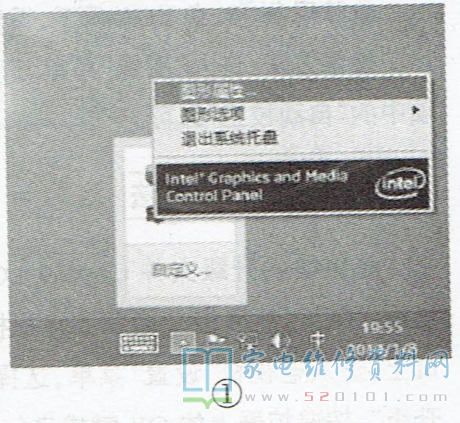 图形属性...
图形选项
退出系统托盘
Intel® Graphics and Media
Control Panel
intel
自定义...
中
19:55
家电维修资料网
www.520101.com
①